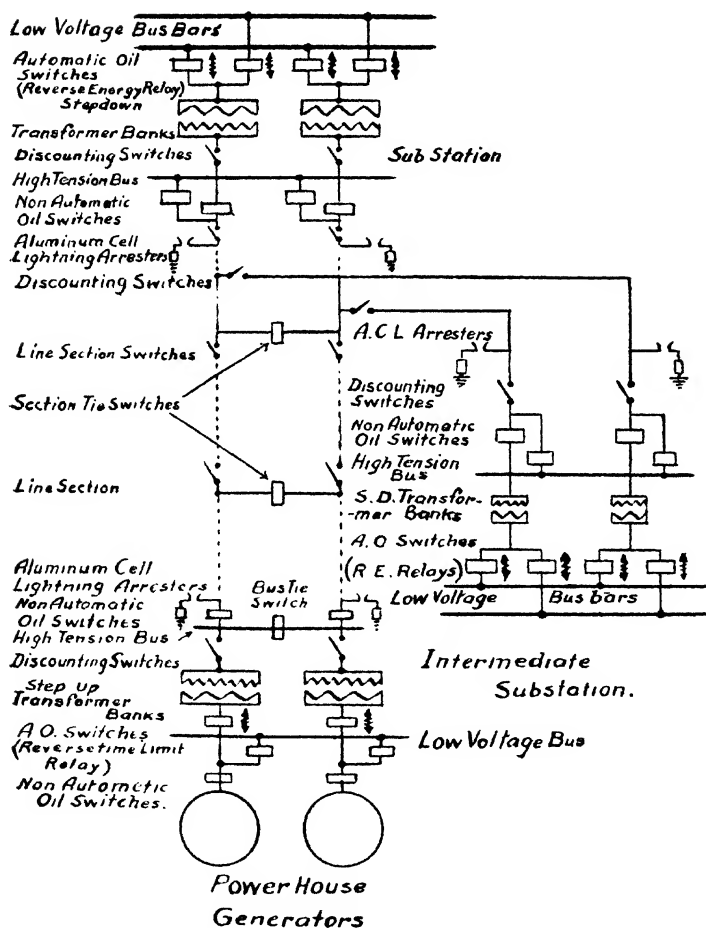 Low Voltage Bus Bars
Automatic Oil
Switches
(Reverse Energy Relay)
Stepdown
Transformer Banks
Discounting Switches
Sub Station
High Tension Bus
Non Automatic
Oil Switches
Aluminum Cell
Lightning Arresters
Discounting Switches
A.C L Arresters
Line Section Switches
Section Tie Switches
Discounting
Switches
Non Automatic
Oil Switches
High Tension
Bus
Line Section
S.D. Transfor-
-mer Banks
A.O Switches
(R E. Relays)
Low Voltage Bus bars
Aluminum Cell
Lightning Arresters
Non Automatic
Oil Switches
High Tension Bus
Bus Tie
Switch
Discounting Switches
Intermediate
Substation.
Step Up
Transformer
Banks
A.O. Switches
(Reverse time Limit
Relay)
Low Voltage Bus
Non Automatic
Oil Switches.
Power House
Generators